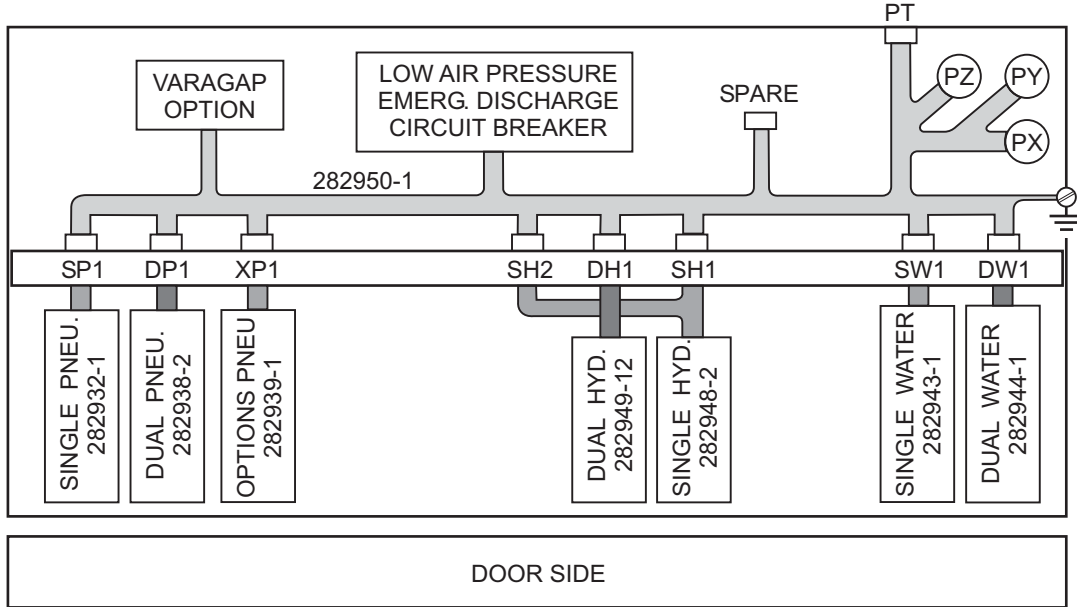 PT
VARAGAP
OPTION
LOW AIR PRESSURE
EMERG. DISCHARGE
CIRCUIT BREAKER
SPARE
PZ
PY
PX
282950-1
SP1
DP1
XP1
SH2
DH1
SH1
SW1
DW1
SINGLE PNEU.
282932-1
DUAL PNEU.
282938-2
OPTIONS PNEU
282939-1
DUAL HYD.
282949-12
SINGLE HYD.
282948-2
SINGLE WATER
282943-1
DUAL WATER
282944-1
DOOR SIDE